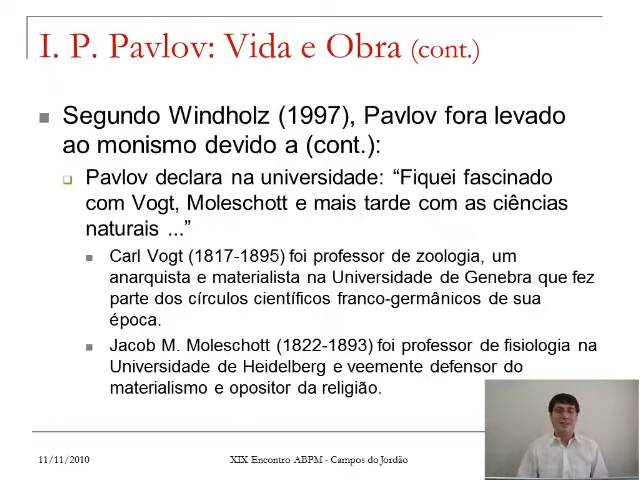 I. P. Pavlov: Vida e Obra (cont.)
Segundo Windholz (1997), Pavlov fora levado
ao monismo devido a (cont.):
Pavlov declara na universidade: “Fiquei fascinado
com Vogt, Moleschott e mais tarde com as ciências
naturais ...”
Carl Vogt (1817-1895) foi professor de zoologia, um
anarquista e materialista na Universidade de Genebra que fez
parte dos círculos científicos franco-germânicos de sua
época.
Jacob M. Moleschott (1822-1893) foi professor de fisiologia na
Universidade de Heidelberg e veemente defensor do
materialismo e opositor da religião.
11/11/2010 XIX Encontro ABPM - Campos do Jordão